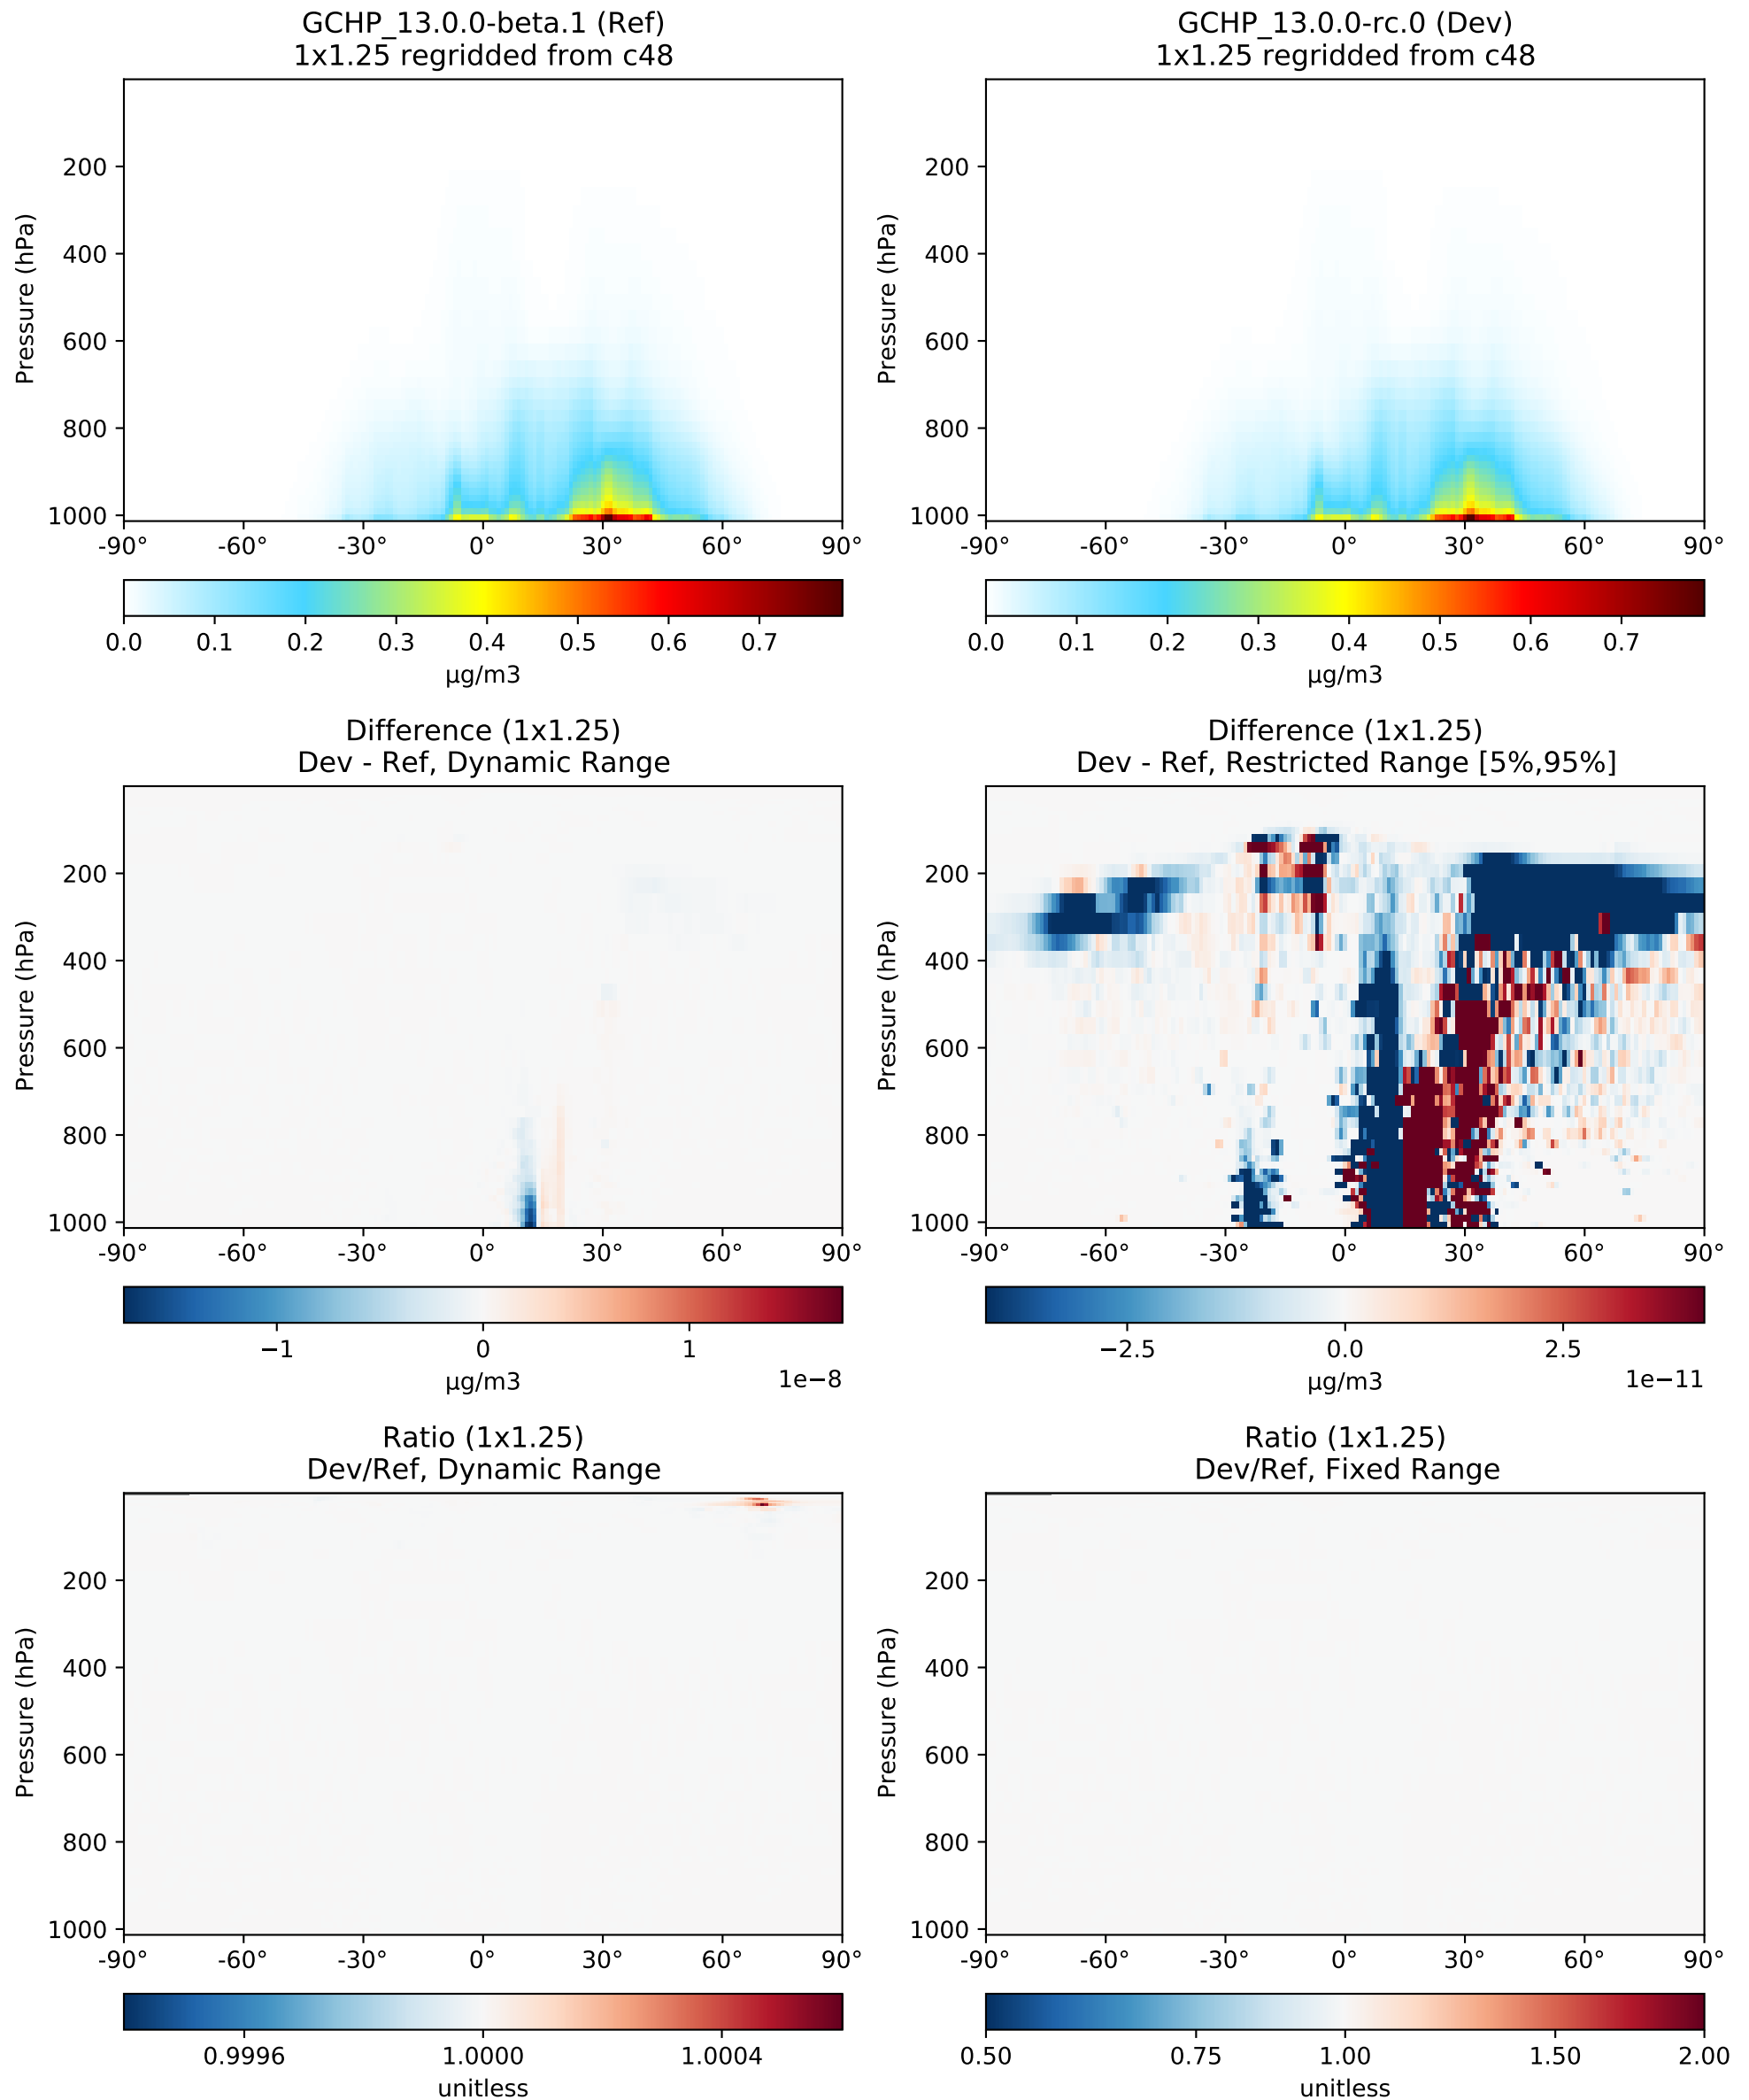 GCHP_13.0.0-beta.1 (Ref)
1x1.25 regridded from c48
Pressure (hPa)
200
400
600
800
1000
-90° -60° -30° 0° 30° 60° 90°
0.0 0.1 0.2 0.3 0.4 0.5 0.6 0.7
µg/m3
GCHP_13.0.0-rc.0 (Dev)
1x1.25 regridded from c48
Pressure (hPa)
200
400
600
800
1000
-90° -60° -30° 0° 30° 60° 90°
0.0 0.1 0.2 0.3 0.4 0.5 0.6 0.7
µg/m3
Difference (1x1.25)
Dev - Ref, Dynamic Range
Pressure (hPa)
200
400
600
800
1000
-90° -60° -30° 0° 30° 60° 90°
−1 0 1
µg/m3 1e−8
Difference (1x1.25)
Dev - Ref, Restricted Range [5%,95%]
Pressure (hPa)
200
400
600
800
1000
-90° -60° -30° 0° 30° 60° 90°
−2.5 0.0 2.5
µg/m3 1e−11
Ratio (1x1.25)
Dev/Ref, Dynamic Range
Pressure (hPa)
200
400
600
800
1000
-90° -60° -30° 0° 30° 60° 90°
0.9996 1.0000 1.0004
unitless
Ratio (1x1.25)
Dev/Ref, Fixed Range
Pressure (hPa)
200
400
600
800
1000
-90° -60° -30° 0° 30° 60° 90°
0.50 0.75 1.00 1.50 2.00
unitless